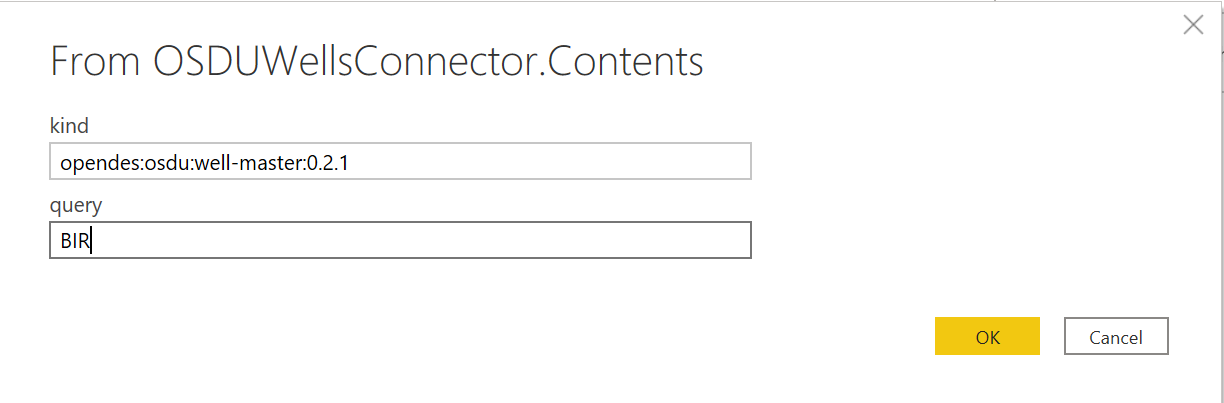 From OSDUWellsConnector.Contents
kind
opendes:osdu:well-master:0.2.1
query
BIR
OK Cancel